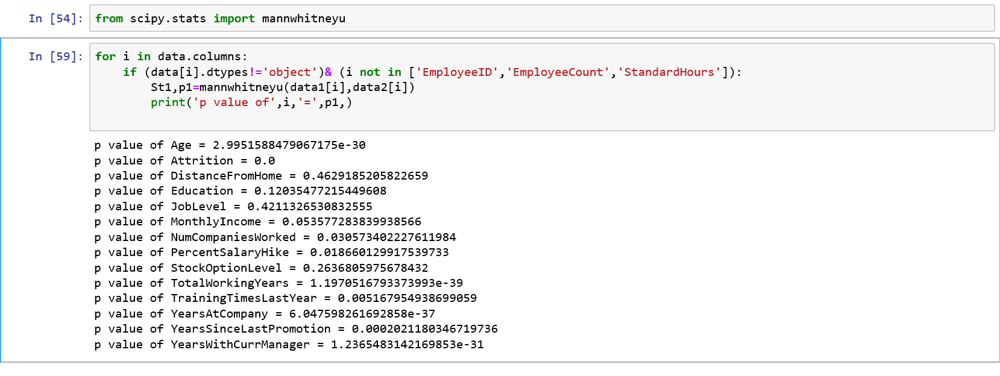 In [54]: from scipy.stats import mannwhitneyu
In [59]: for i in data.columns:
    if (data[i].dtypes!='object')& (i not in ['EmployeeID','EmployeeCount','StandardHours']):
        St1,p1=mannwhitneyu(data1[i],data2[i])
        print('p value of',i,'=',p1,)
p value of Age = 2.9951588479067175e-30
p value of Attrition = 0.0
p value of DistanceFromHome = 0.4629185205822659
p value of Education = 0.12035477215449608
p value of JobLevel = 0.4211326530832555
p value of MonthlyIncome = 0.053577283839938566
p value of NumCompaniesWorked = 0.030573402227611984
p value of PercentSalaryHike = 0.018660129917539733
p value of StockOptionLevel = 0.2636805975678432
p value of TotalWorkingYears = 1.1970516793373993e-39
p value of TrainingTimesLastYear = 0.005167954938699059
p value of YearsAtCompany = 6.047598261692858e-37
p value of YearsSinceLastPromotion = 0.0002021180346719736
p value of YearsWithCurrManager = 1.2365483142169853e-31